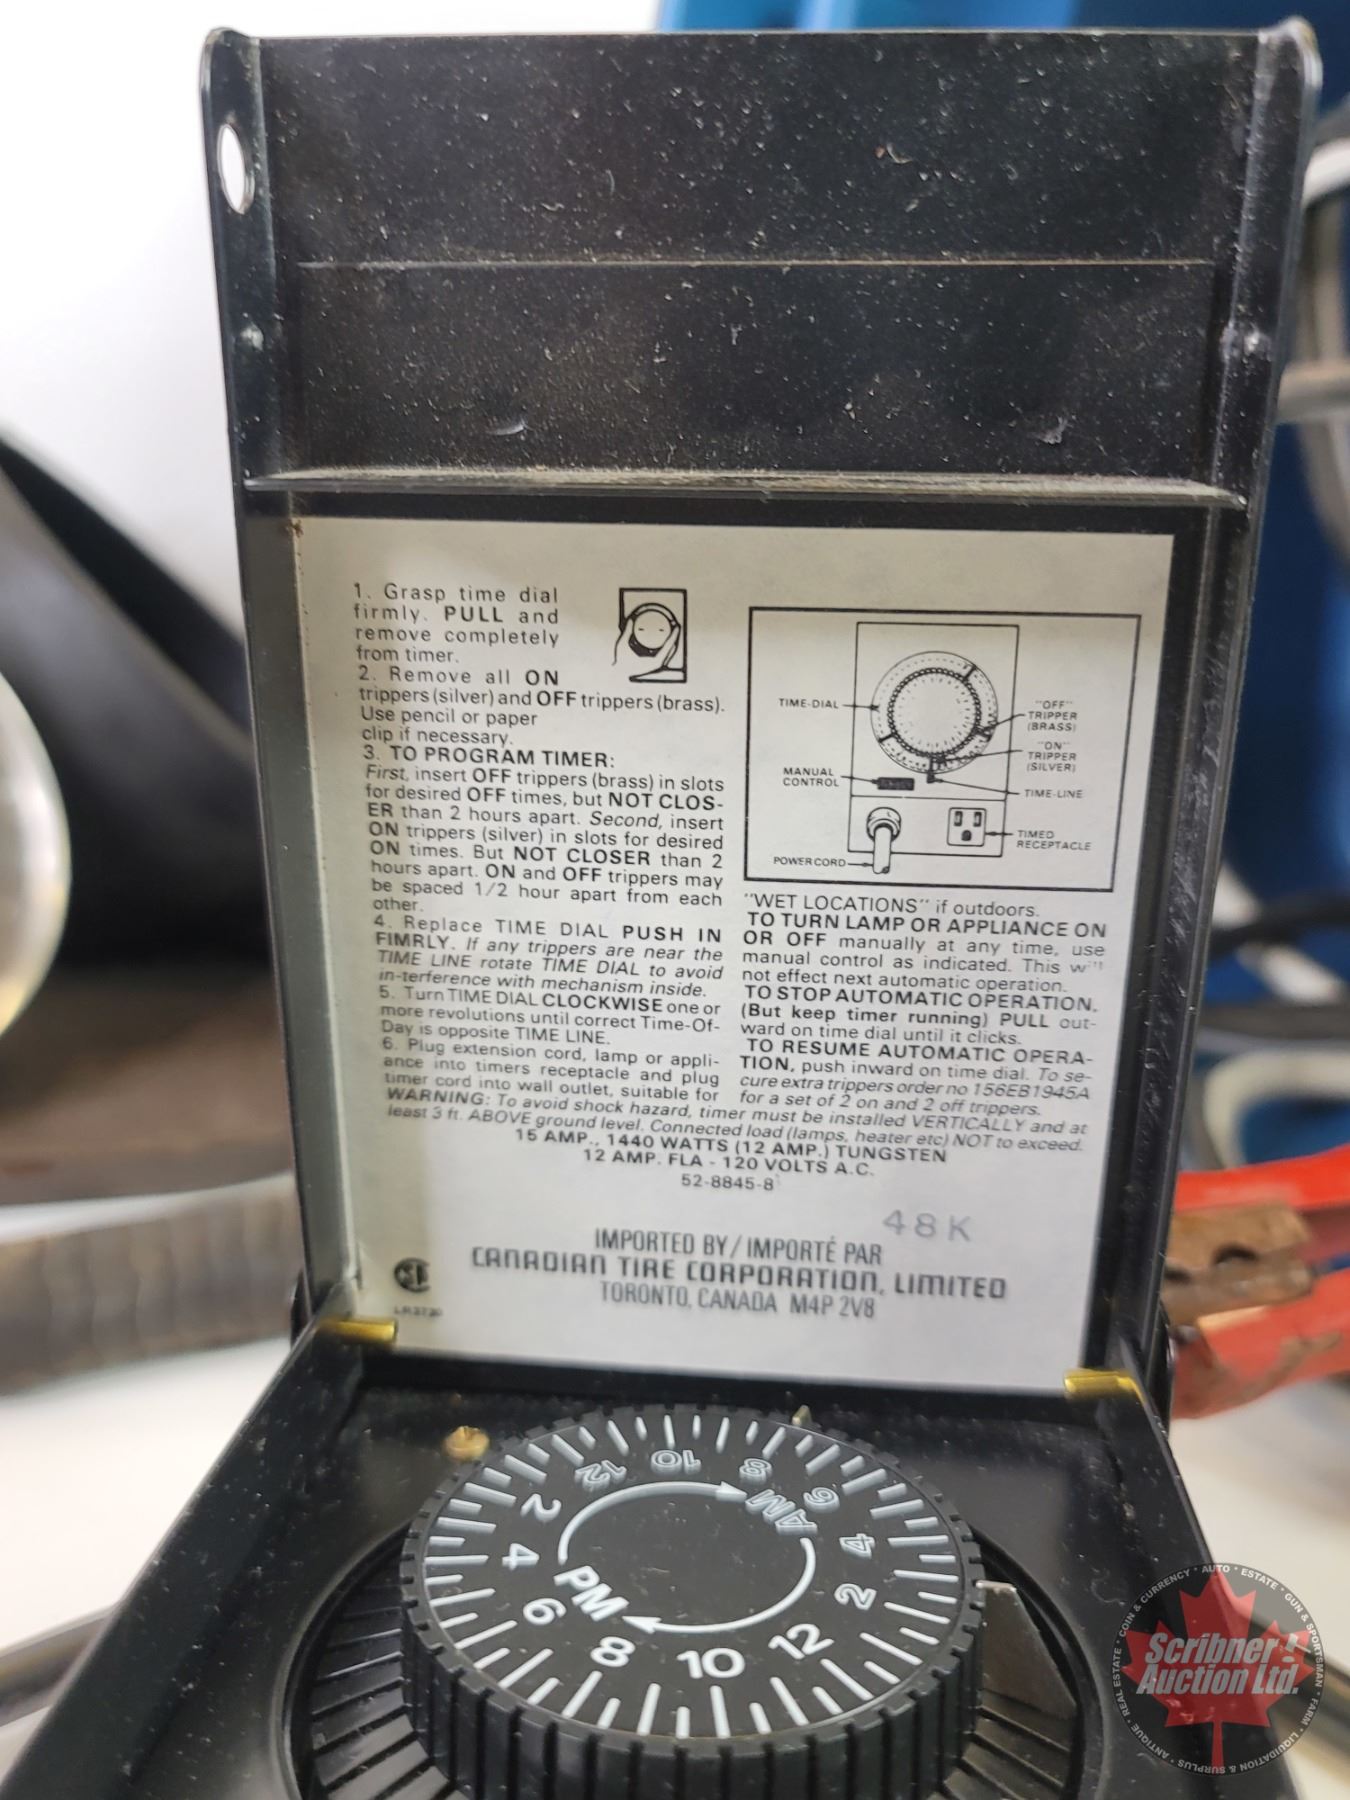 1. Grasp time dial
firmly. PULL and
remove completely
from timer.
2. Remove all ON
trippers (silver) and OFF trippers (brass).
Use pencil or paper
clip if necessary.
3. TO PROGRAM TIMER:
First, insert OFF trippers (brass) in slots
for desired OFF times, but NOT CLOS-
ER than 2 hours apart. Second, insert
ON trippers (silver) in slots for desired
ON times. But NOT CLOSER than 2
hours apart. ON and OFF trippers may
be spaced 1/2 hour apart from each
other.
4. Replace TIME DIAL PUSH IN
FIMRLY. If any trippers are near the
TIME LINE rotate TIME DIAL to avoid
in-terference with mechanism inside.
5. Turn TIME DIAL CLOCKWISE one or
more revolutions until correct Time-Of-
Day is opposite TIME LINE.
6. Plug extension cord, lamp or appli-
ance into timers receptacle and plug
timer cord into wall outlet, suitable for
TIME-DIAL
"OFF"
TRIPPER
(BRASS)
"ON"
TRIPPER
(SILVER)
MANUAL
CONTROL
TIME-LINE
TIMED
RECEPTACLE
POWER CORD
"WET LOCATIONS" if outdoors.
TO TURN LAMP OR APPLIANCE ON
OR OFF manually at any time, use
manual control as indicated. This will
not effect next automatic operation.
TO STOP AUTOMATIC OPERATION,
(But keep timer running) PULL out-
ward on time dial until it clicks.
TO RESUME AUTOMATIC OPERA-
TION, push inward on time dial. To se-
cure extra trippers order no 156EB1945A
for a set of 2 on and 2 off trippers.
WARNING: To avoid shock hazard, timer must be installed VERTICALLY and at
least 3 ft. ABOVE ground level. Connected load (lamps, heater etc) NOT to exceed.
15 AMP., 1440 WATTS (12 AMP.) TUNGSTEN
12 AMP. FLA - 120 VOLTS A.C.
52-8845-8
48K
IMPORTED BY / IMPORTÉ PAR
CANADIAN TIRE CORPORATION, LIMITED
TORONTO, CANADA M4P 2V8
LR3730
12 10 8 6 4 2 12 10 8 6 4 2
AM
PM
COIN & CURRENCY • AUTO • ESTATE • GUN & SPORTSMAN • FARM • LIQUIDATION & SURPLUS • ANTIQUE • REAL ESTATE •
Scribner!
Auction Ltd.